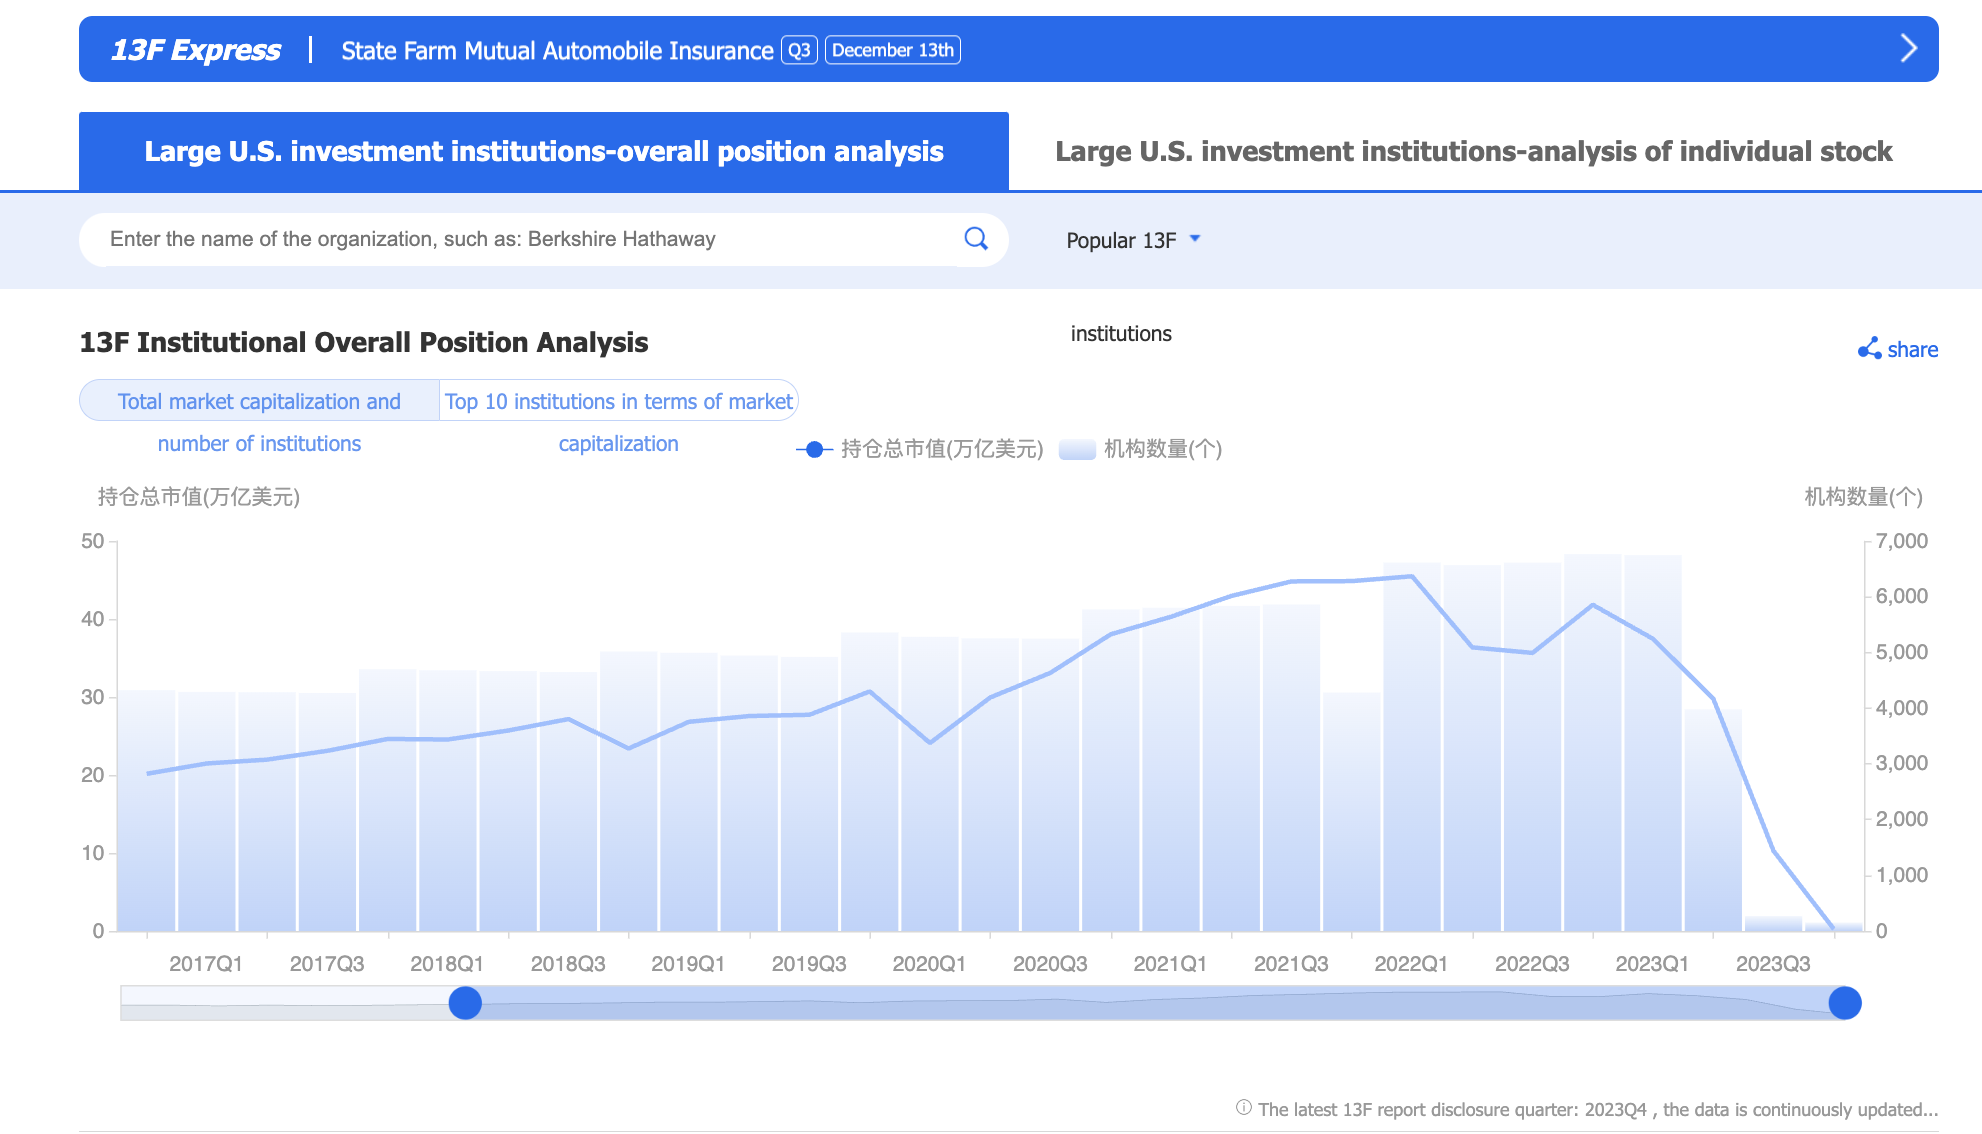 13F Express
State Farm Mutual Automobile Insurance Q3 December 13th
Large U.S. investment institutions-overall position analysis
Large U.S. investment institutions-analysis of individual stock
Enter the name of the organization, such as: Berkshire Hathaway
Popular 13F
institutions
13F Institutional Overall Position Analysis
share
Total market capitalization and
number of institutions
Top 10 institutions in terms of market
capitalization
持仓总市值(万亿美元)
机构数量(个)
持仓总市值(万亿美元)
机构数量(个)
50
40
30
20
10
0
7,000
6,000
5,000
4,000
3,000
2,000
1,000
0
2017Q1 2017Q3 2018Q1 2018Q3 2019Q1 2019Q3 2020Q1 2020Q3 2021Q1 2021Q3 2022Q1 2022Q3 2023Q1 2023Q3
The latest 13F report disclosure quarter: 2023Q4 , the data is continuously updated...